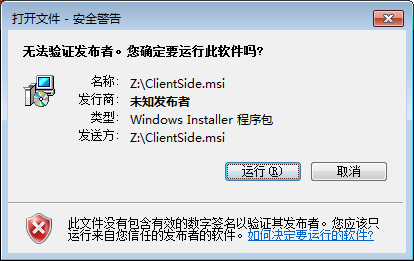 打开文件 - 安全警告
无法验证发布者。您确定要运行此软件吗?
名称: Z:\ClientSide.msi
发行商: 未知发布者
类型: Windows Installer 程序包
发送方: Z:\ClientSide.msi
运行(R) 取消
此文件没有包含有效的数字签名以验证其发布者。您应该只
运行来自您信任的发布者的软件。如何决定要运行的软件?